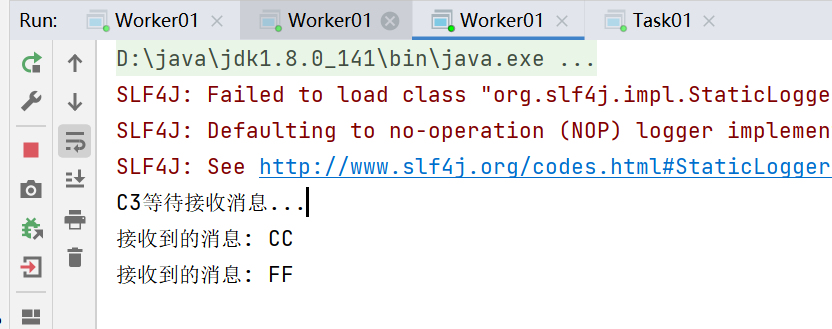 Run: Worker01 Worker01 Worker01 Task01
D:\java\jdk1.8.0_141\bin\java.exe ...
SLF4J: Failed to load class "org.slf4j.impl.StaticLogge
SLF4J: Defaulting to no-operation (NOP) logger implemen
SLF4J: See http://www.slf4j.org/codes.html#StaticLogger
C3等待接收消息...
接收到的消息: CC
接收到的消息: FF